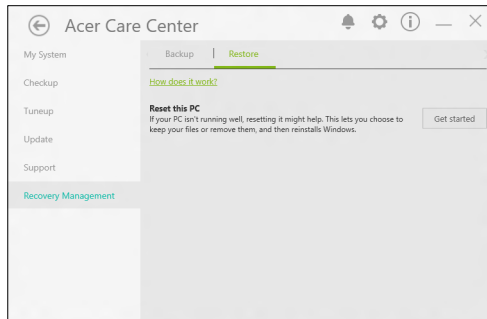 Acer Care Center
My System
Checkup
Tuneup
Update
Support
Recovery Management
Backup
Restore
How does it work?
Reset this PC
If your PC isn't running well, resetting it might help. This lets you choose to
keep your files or remove them, and then reinstalls Windows.
Get started